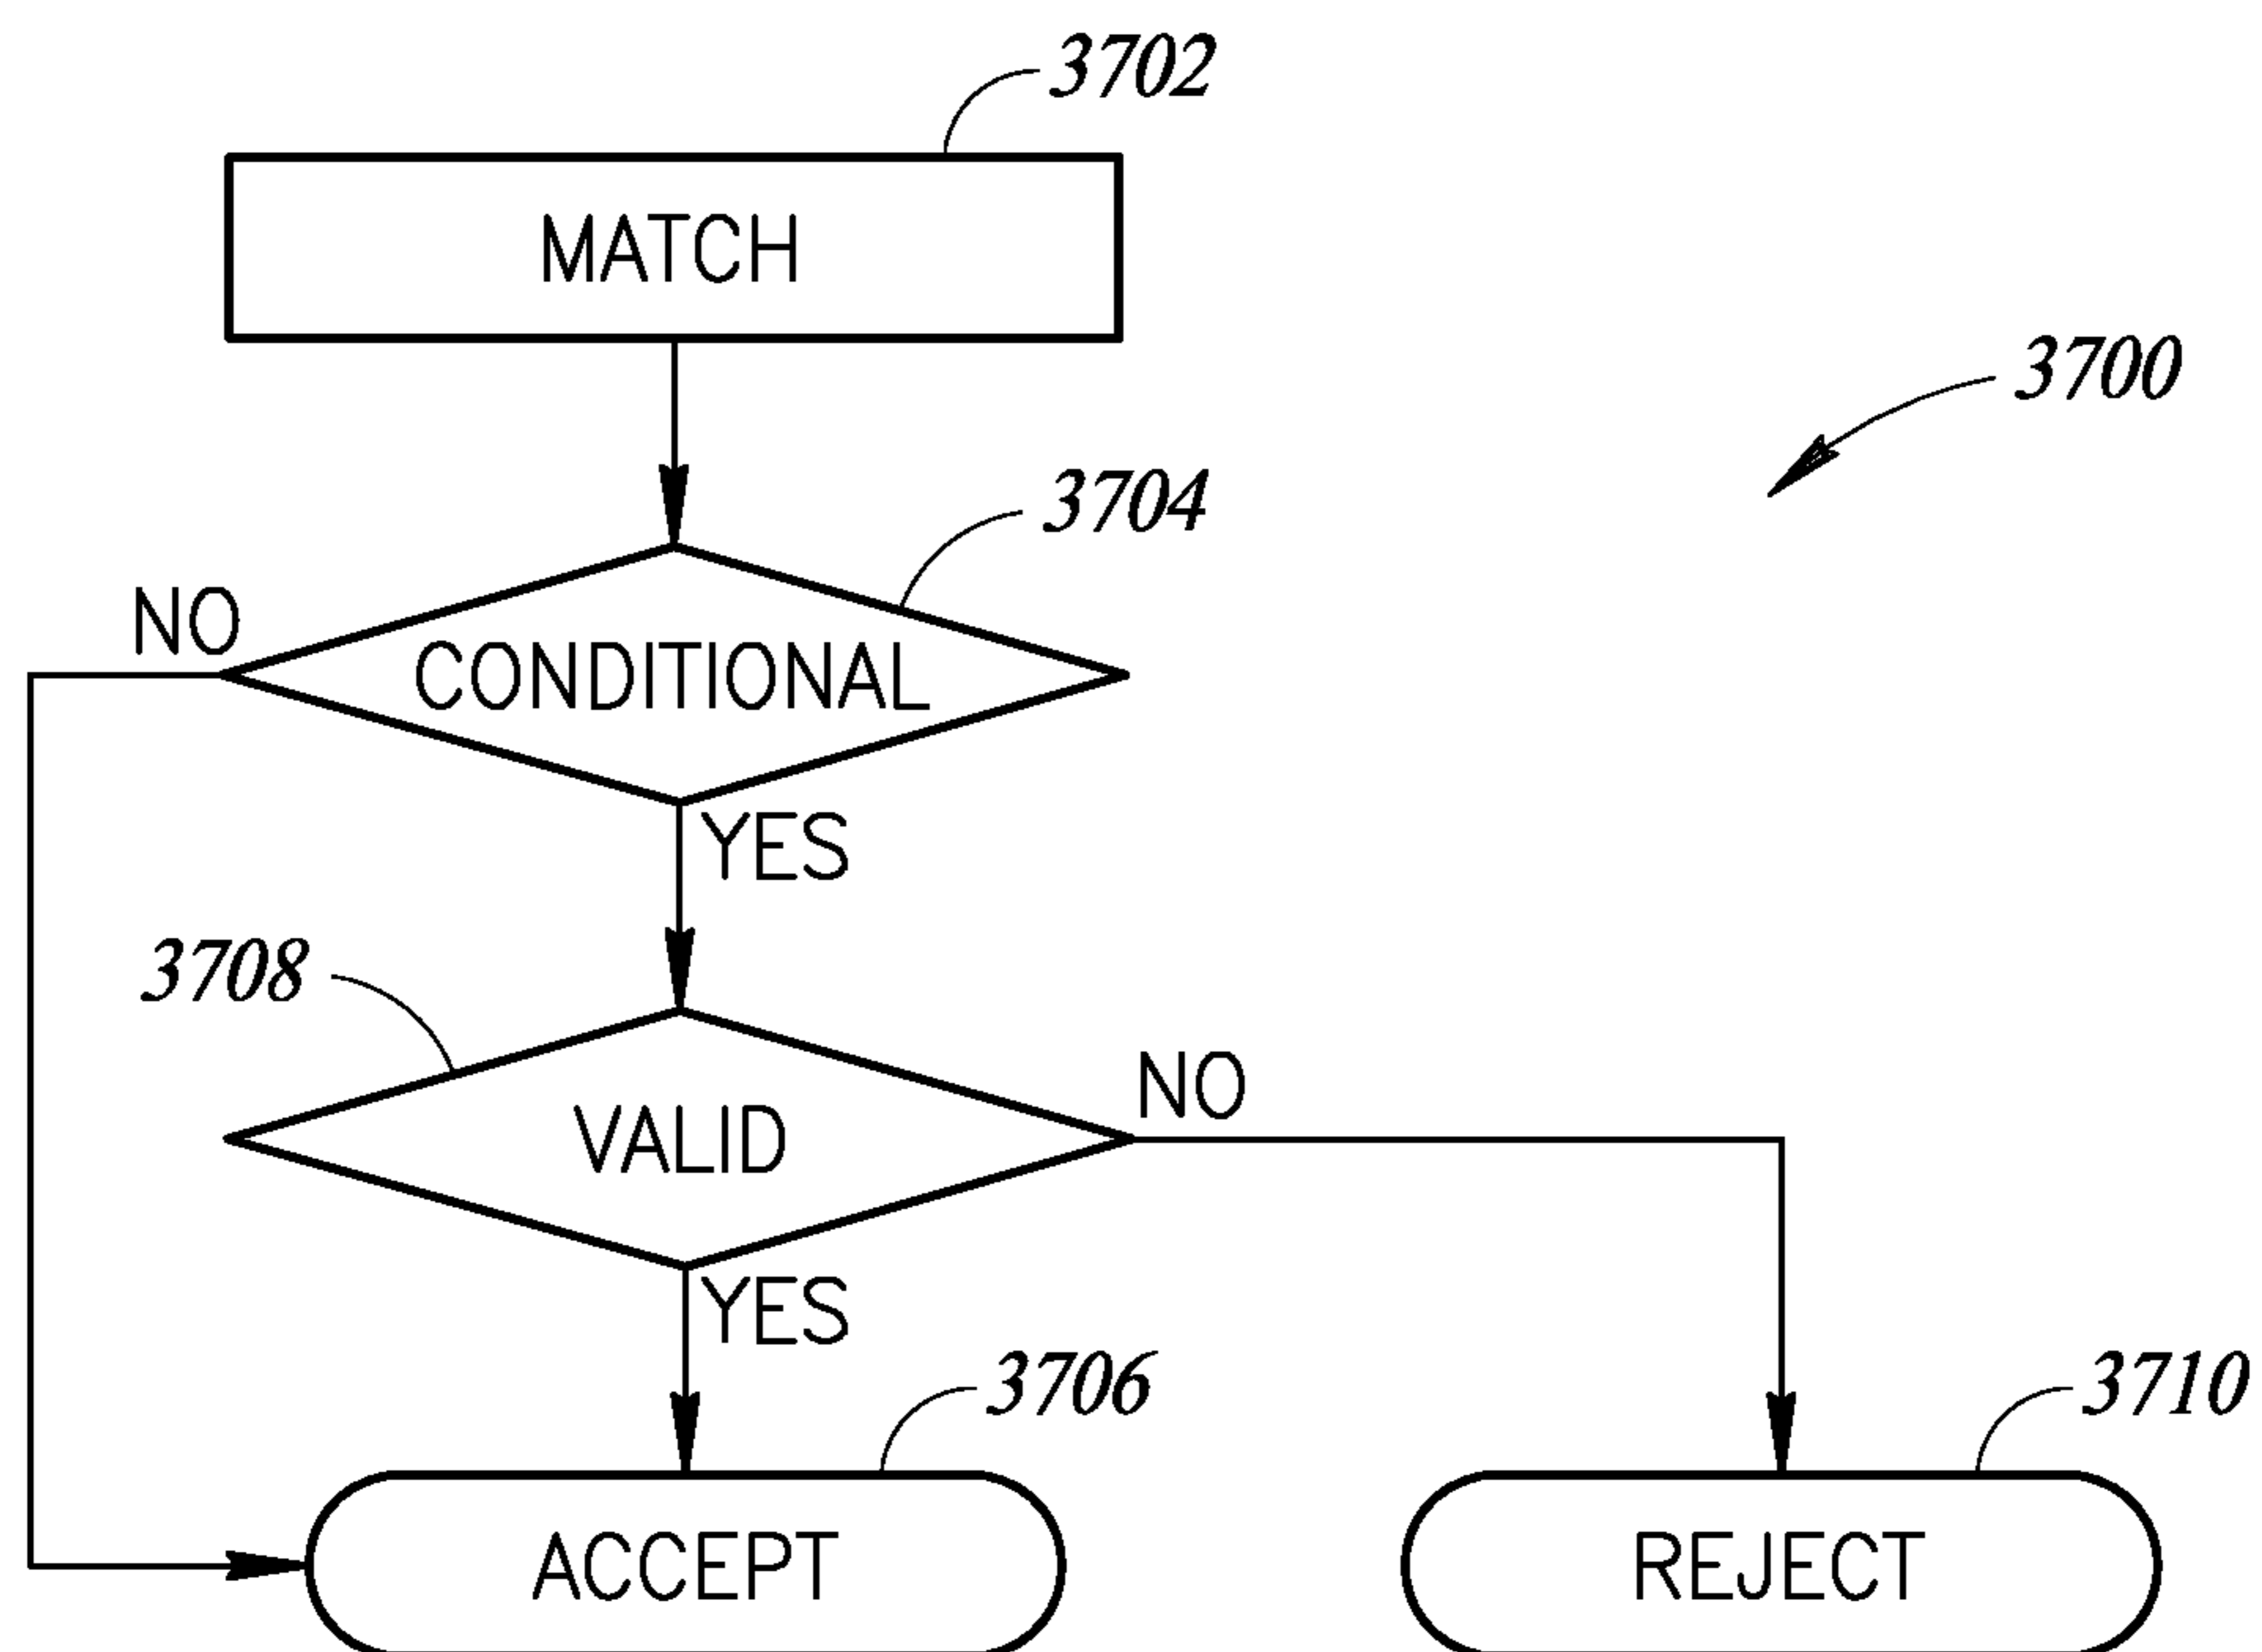 3702
MATCH
3700
3704
NO
CONDITIONAL
YES
3708
NO
VALID
YES
3706
3710
ACCEPT
REJECT